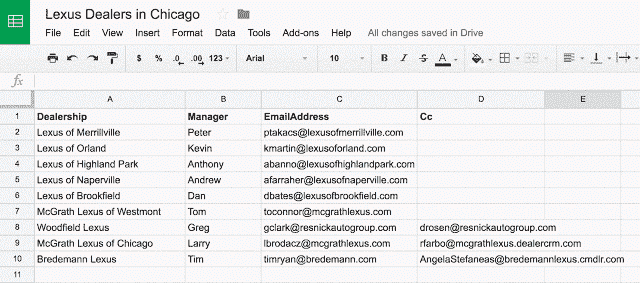 Lexus Dealers in Chicago
File Edit View Insert Format Data Tools Add-ons Help All changes saved in Drive
$ % .0 .00 123 Arial 10 B I S A
fx
A B C D E
1 Dealership Manager EmailAddress Cc
2 Lexus of Merrillville Peter ptakacs@lexusofmerrillville.com
3 Lexus of Orland Kevin kmartin@lexusoforland.com
4 Lexus of Highland Park Anthony abanno@lexusofhighlandpark.com
5 Lexus of Naperville Andrew afarraher@lexusofnaperville.com
6 Lexus of Brookfield Dan dbates@lexusofbrookfield.com
7 McGrath Lexus of Westmont Tom toconnor@mcgrathlexus.com
8 Woodfield Lexus Greg gclark@resnickautogroup.com drosen@resnickautogroup.com
9 McGrath Lexus of Chicago Larry lbrodacz@mcgrathlexus.com rfarbo@mcgrathlexus.dealercrm.com
10 Bredemann Lexus Tim timryan@bredemann.com AngelaStefaneas@bredemannlexus.cmdlr.com
11